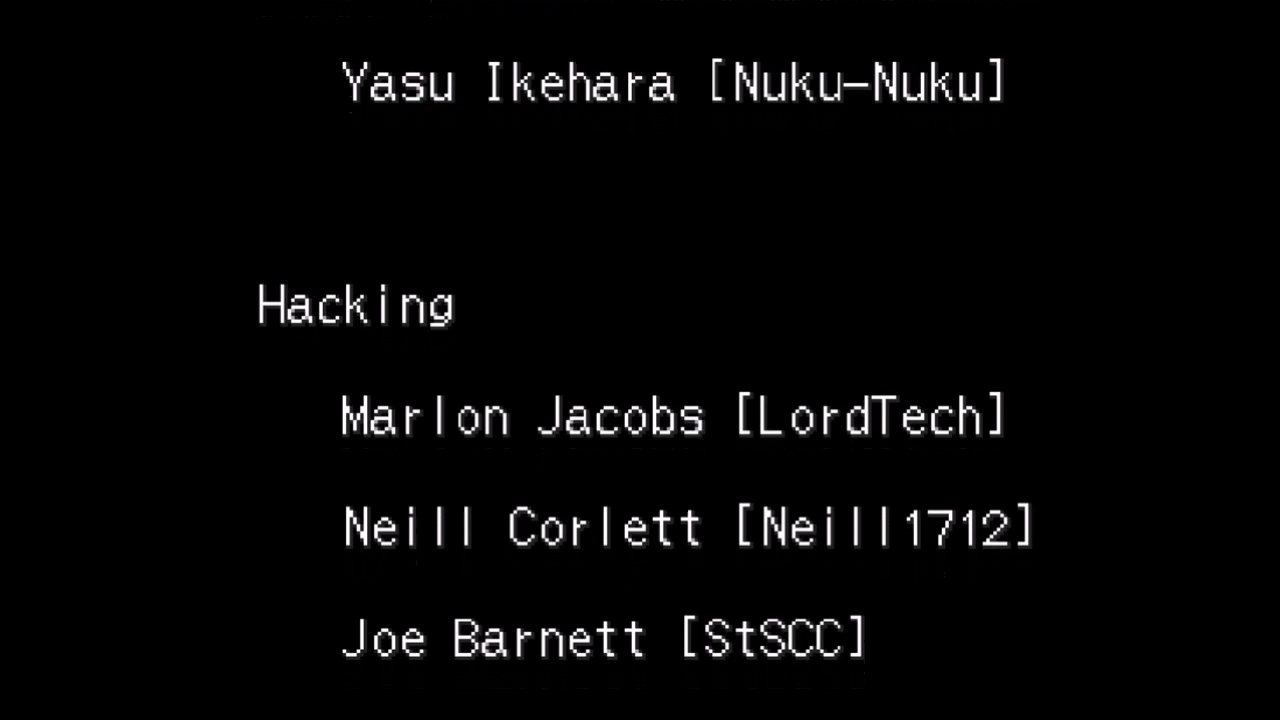 Yasu Ikehara [Nuku-Nuku]
Hacking
Marlon Jacobs [LordTech]
Neill Corlett [Neill1712]
Joe Barnett [StSCC]